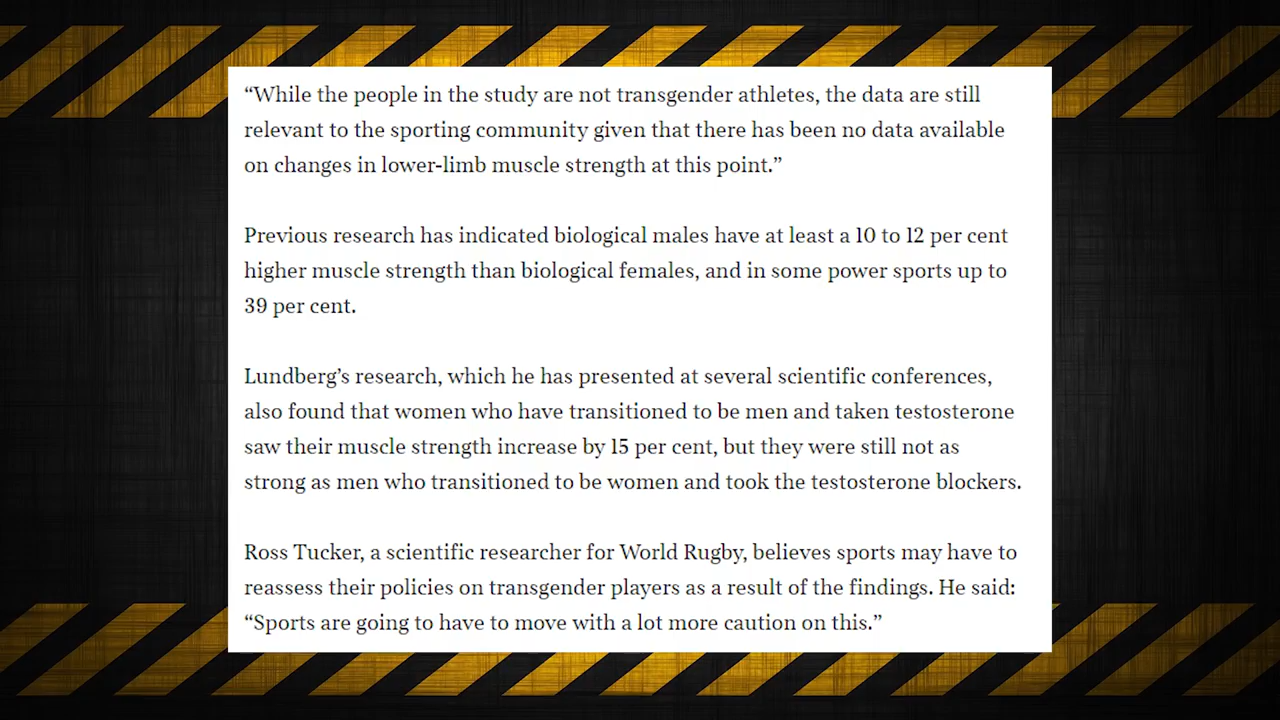 “While the people in the study are not transgender athletes, the data are still
relevant to the sporting community given that there has been no data available
on changes in lower-limb muscle strength at this point.”
Previous research has indicated biological males have at least a 10 to 12 per cent
higher muscle strength than biological females, and in some power sports up to
39 per cent.
Lundberg’s research, which he has presented at several scientific conferences,
also found that women who have transitioned to be men and taken testosterone
saw their muscle strength increase by 15 per cent, but they were still not as
strong as men who transitioned to be women and took the testosterone blockers.
Ross Tucker, a scientific researcher for World Rugby, believes sports may have to
reassess their policies on transgender players as a result of the findings. He said:
“Sports are going to have to move with a lot more caution on this.”